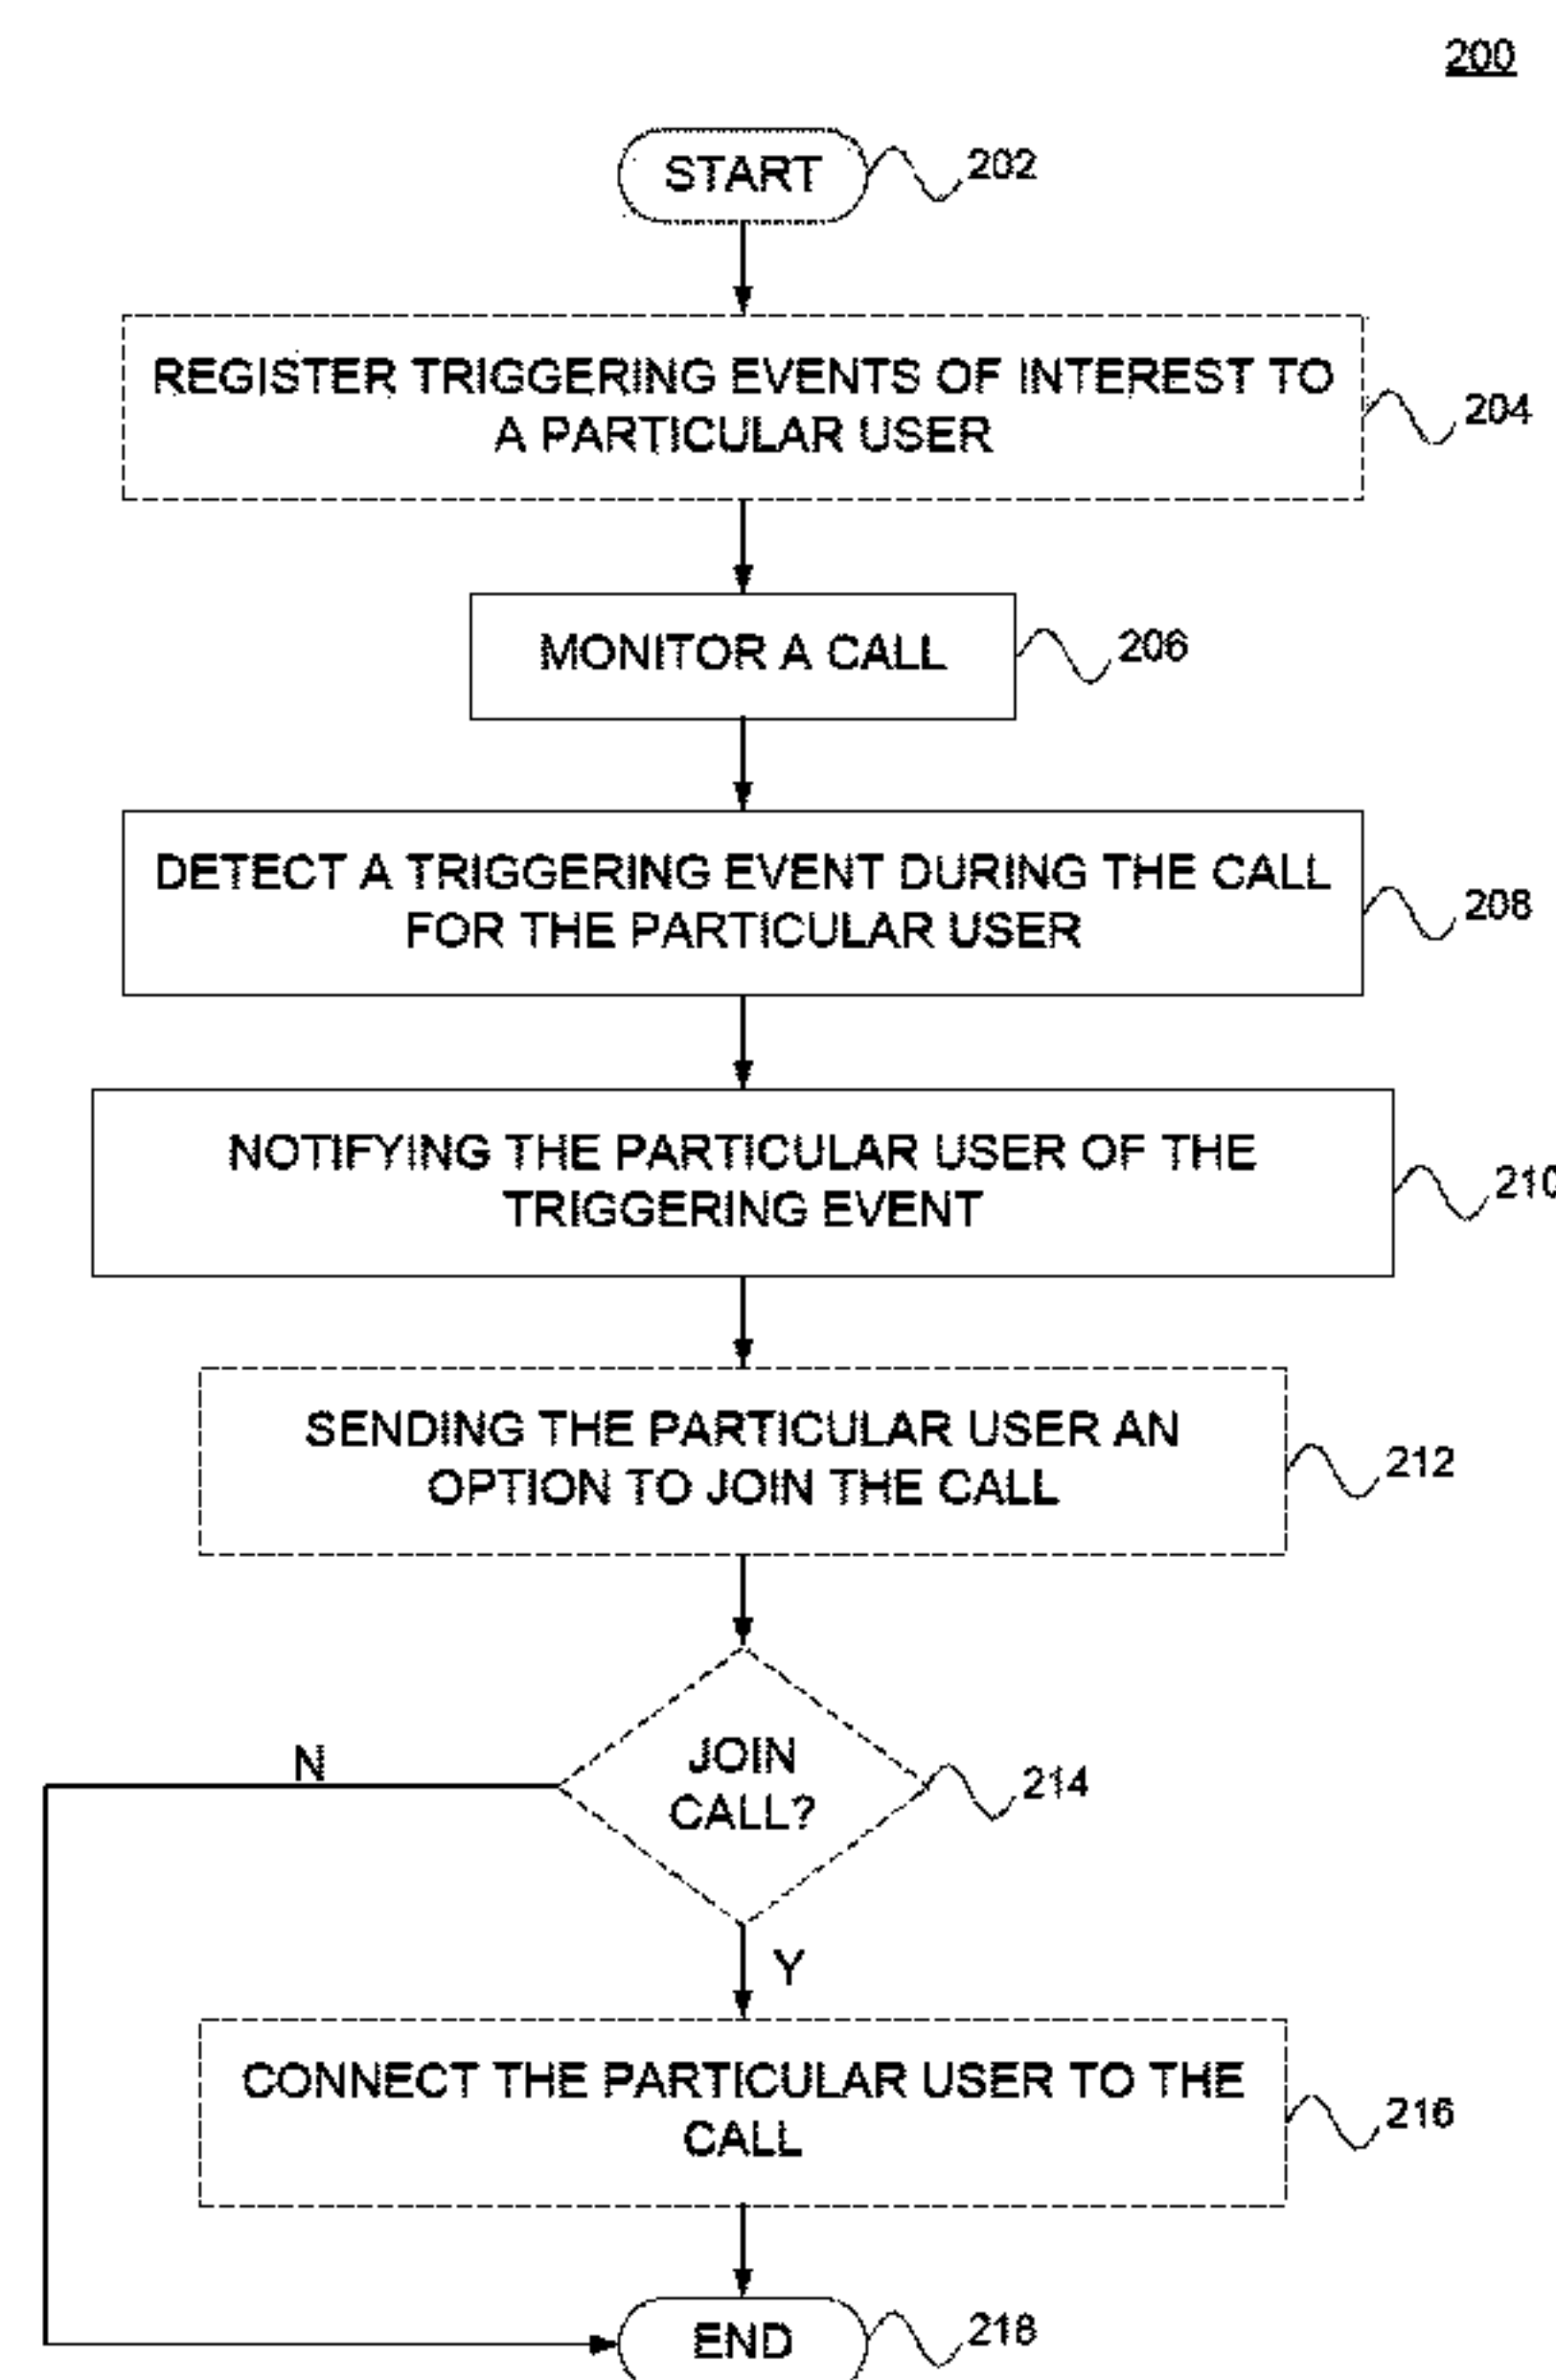 200
START
202
REGISTER TRIGGERING EVENTS OF INTEREST TO
A PARTICULAR USER
204
MONITOR A CALL
206
DETECT A TRIGGERING EVENT DURING THE CALL
FOR THE PARTICULAR USER
208
NOTIFYING THE PARTICULAR USER OF THE
TRIGGERING EVENT
210
SENDING THE PARTICULAR USER AN
OPTION TO JOIN THE CALL
212
N
JOIN
CALL?
214
Y
CONNECT THE PARTICULAR USER TO THE
CALL
216
END
218